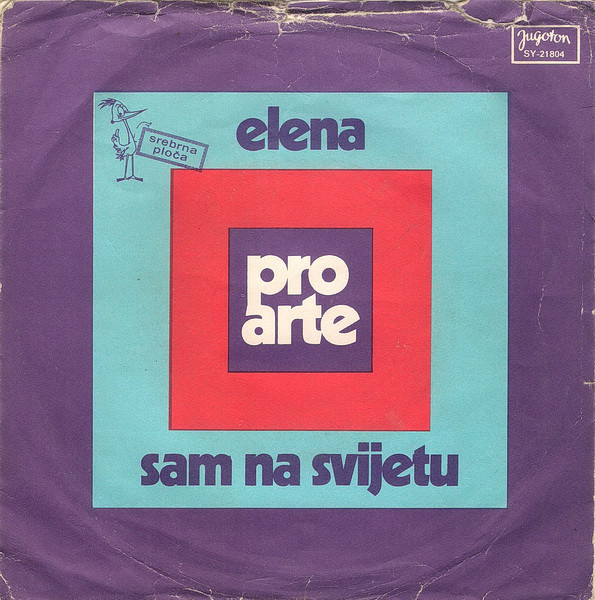 Jugoton
SY-21804
elena
srebrna
ploča
pro
arte
sam na svijetu